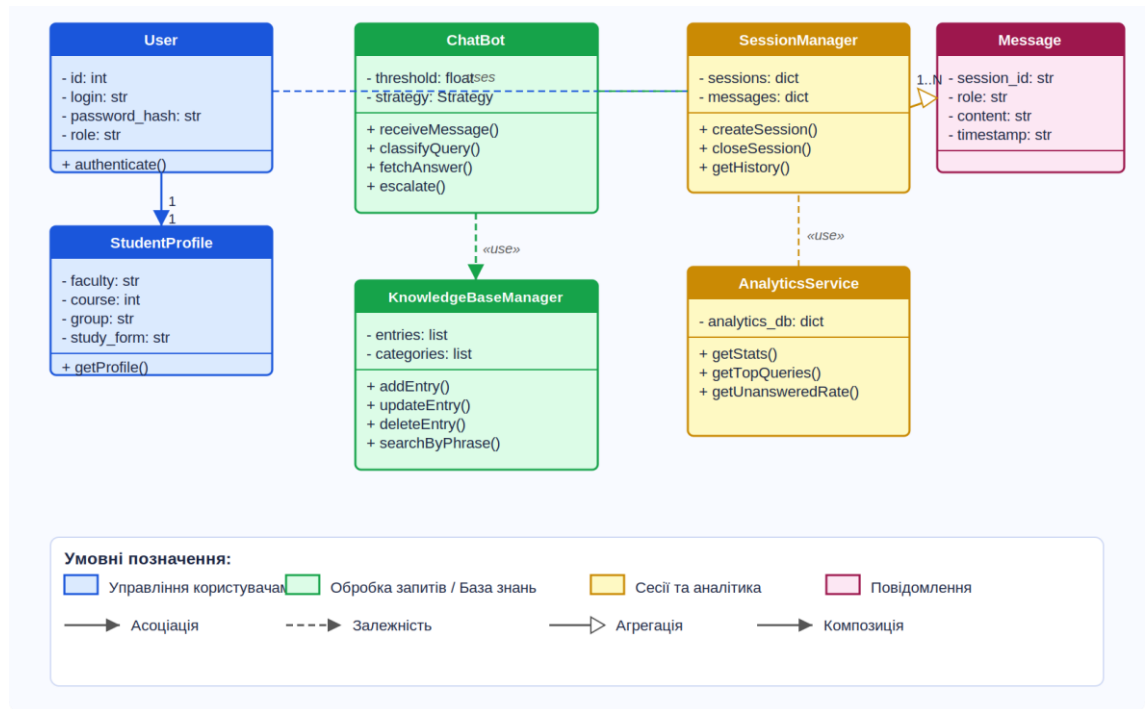 User
- id: int
- login: str
- password_hash: str
- role: str
+ authenticate()
1
1
StudentProfile
- faculty: str
- course: int
- group: str
- study_form: str
+ getProfile()
ChatBot
- threshold: float
- strategy: Strategy
+ receiveMessage()
+ classifyQuery()
+ fetchAnswer()
+ escalate()
«use»
KnowledgeBaseManager
- entries: list
- categories: list
+ addEntry()
+ updateEntry()
+ deleteEntry()
+ searchByPhrase()
SessionManager
- sessions: dict
- messages: dict
+ createSession()
+ closeSession()
+ getHistory()
«use»
AnalyticsService
- analytics_db: dict
+ getStats()
+ getTopQueries()
+ getUnansweredRate()
1..N
Message
- session_id: str
- role: str
- content: str
- timestamp: str
Умовні позначення:
Управління користувачам
Обробка запитів / База знань
Сесії та аналітика
Повідомлення
Асоціація
Залежність
Агрегація
Композиція